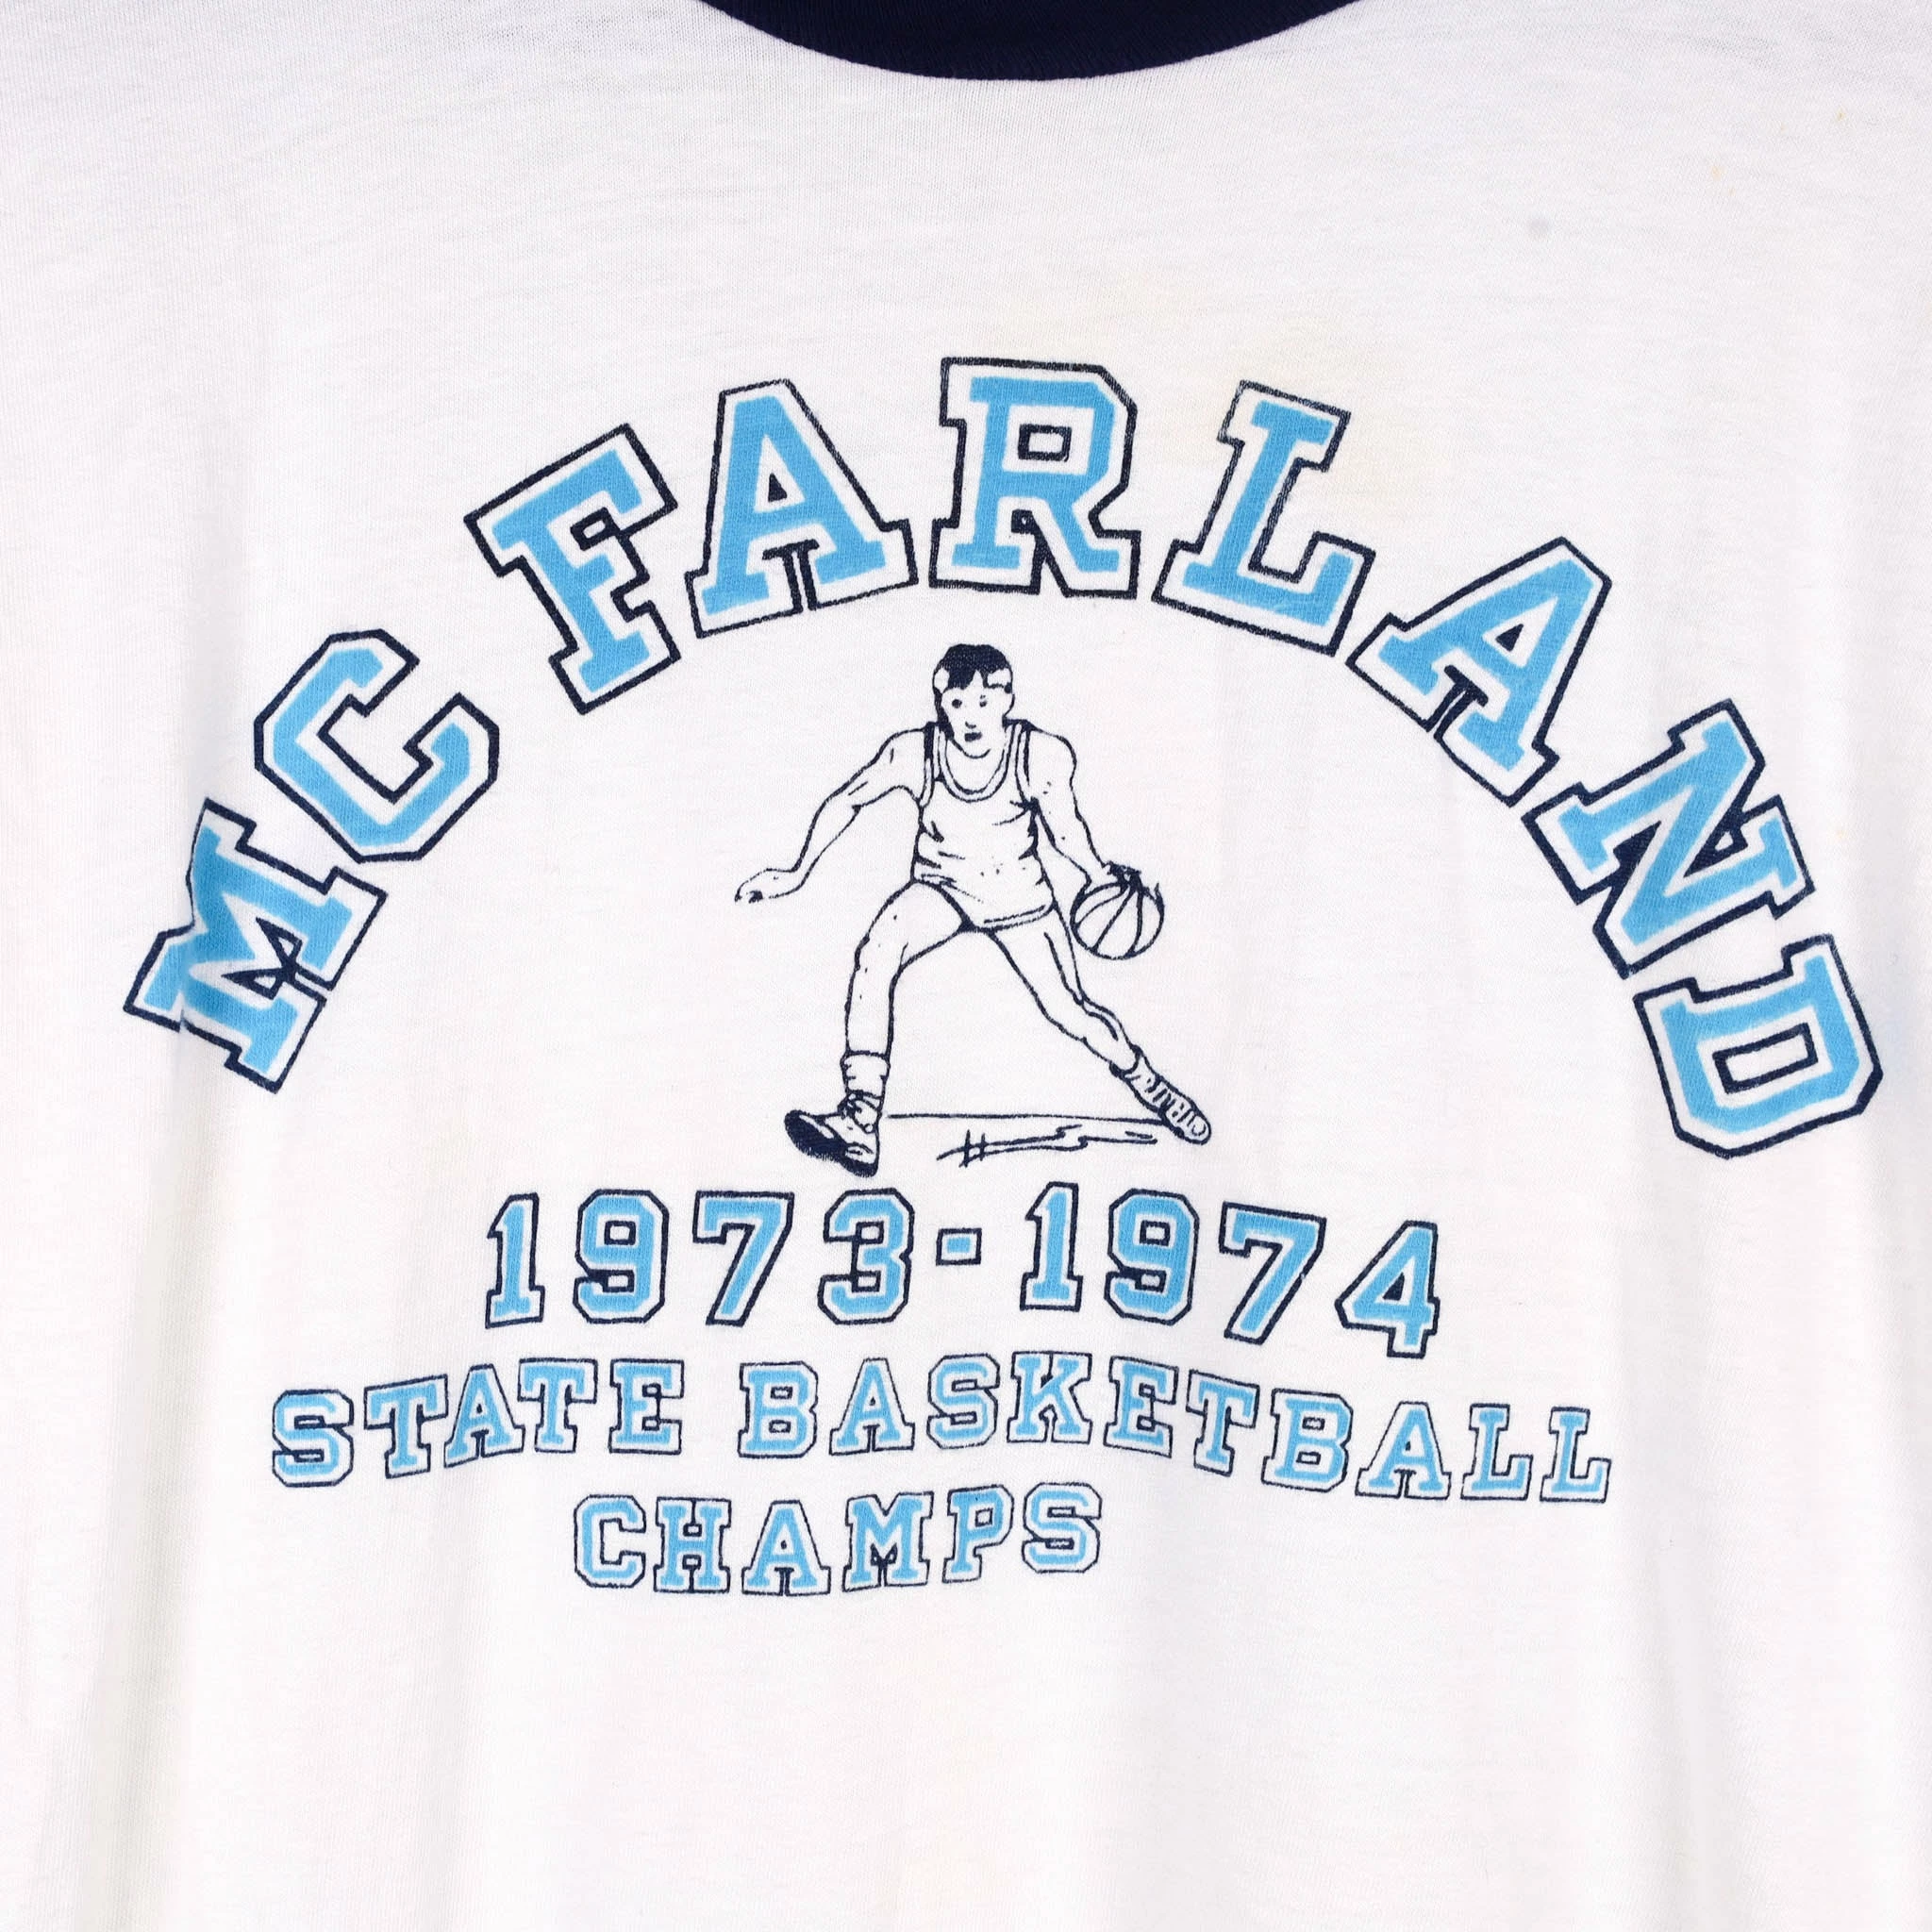 MC FARLAND
1973-1974
STATE BASKETBALL
CHAMPS